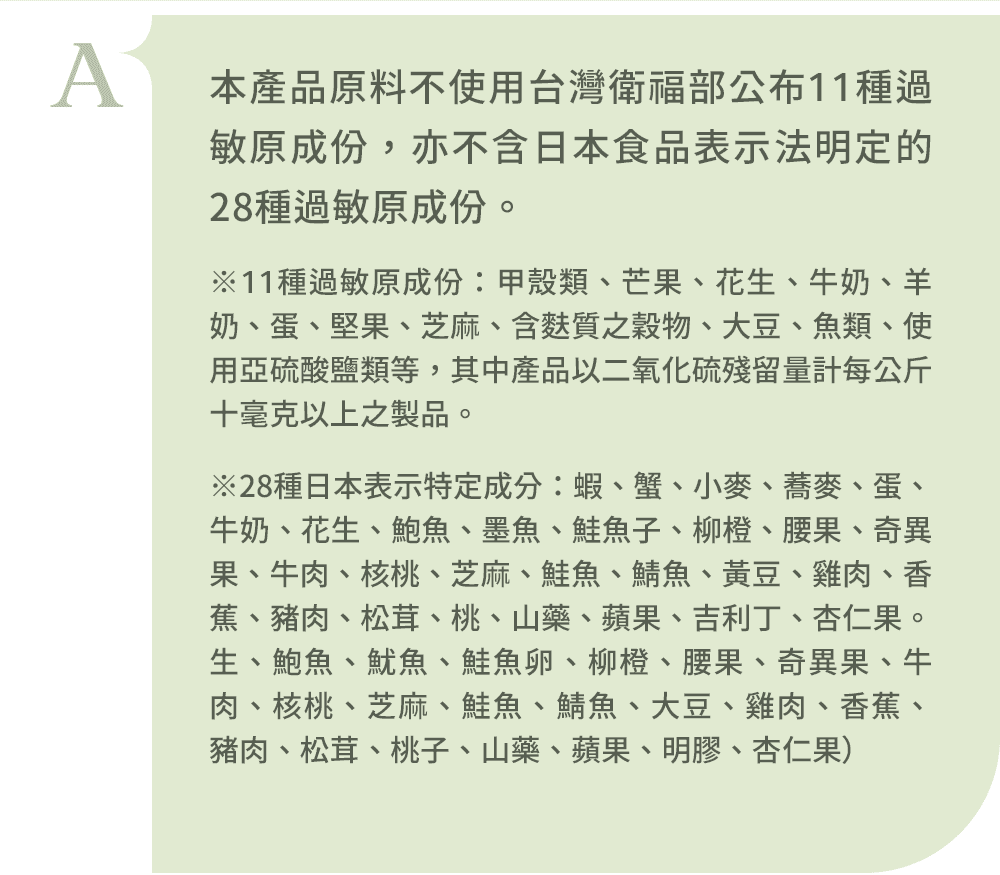 A
本產品原料不使用台灣衛福部公布11種過
敏原成份，亦不含日本食品表示法明定的
28種過敏原成份。
※11種過敏原成份：甲殼類、芒果、花生、牛奶、羊
奶、蛋、堅果、芝麻、含麩質之穀物、大豆、魚類、使
用亞硫酸鹽類等，其中產品以二氧化硫殘留量計每公斤
十毫克以上之製品。
※28種日本表示特定成分：蝦、蟹、小麥、蕎麥、蛋、
牛奶、花生、鮑魚、墨魚、鮭魚子、柳橙、腰果、奇異
果、牛肉、核桃、芝麻、鮭魚、鯖魚、黃豆、雞肉、香
蕉、豬肉、松茸、桃、山藥、蘋果、吉利丁、杏仁果。
生、鮑魚、魷魚、鮭魚卵、柳橙、腰果、奇異果、牛
肉、核桃、芝麻、鮭魚、鯖魚、大豆、雞肉、香蕉、
豬肉、松茸、桃子、山藥、蘋果、明膠、杏仁果）